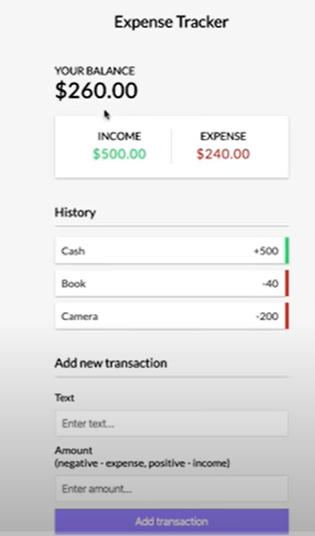 Expense Tracker
YOUR BALANCE
$260.00
INCOME EXPENSE
$500.00 $240.00
History
Cash +500
Book -40
Camera -200
Add new transaction
Text
Enter text...
Amount
(negative - expense, positive - income)
Enter amount...
Add transaction